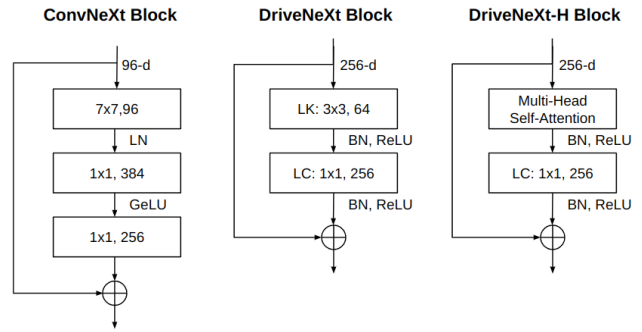 ConvNeXt Block
96-d
7x7,96
LN
1x1, 384
GeLU
1x1, 256
DriveNeXt Block
256-d
LK: 3x3, 64
BN, ReLU
LC: 1x1, 256
BN, ReLU
DriveNeXt-H Block
256-d
Multi-Head
Self-Attention
BN, ReLU
LC: 1x1, 256
BN, ReLU